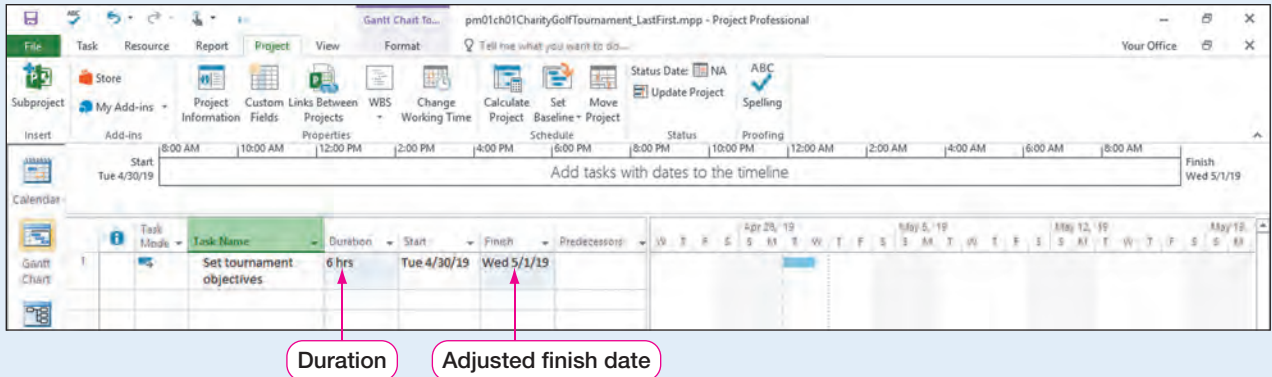 Gantt Chart To... pm01ch01CharityGolfTournament_LastFirst.mpp - Project Professional
File Task Resource Report Project View Format Tell me what you want to do... Your Office
Subproject
Insert
Store
My Add-ins
Add-ins
Project Information
Custom Fields
Links Between Projects
WBS
Change Working Time
Properties
Calculate Project
Set Baseline
Move Project
Schedule
Status Date: NA
Update Project
Status
ABC
Spelling
Proofing
8:00 AM 10:00 AM 12:00 PM 2:00 PM 4:00 PM 6:00 PM 8:00 PM 10:00 PM 12:00 AM 2:00 AM 4:00 AM 6:00 AM 8:00 AM
Start
Tue 4/30/19
Add tasks with dates to the timeline
Finish
Wed 5/1/19
Calendar
Gantt Chart
Task Mode Task Name Duration Start Finish Predecessors
Apr 28, '19 May 5, '19 May 12, '19 May 19,
W T F S S M T W T F S S M T W T F S S M T W T F S S M
1 Set tournament objectives 6 hrs Tue 4/30/19 Wed 5/1/19
Duration
Adjusted finish date